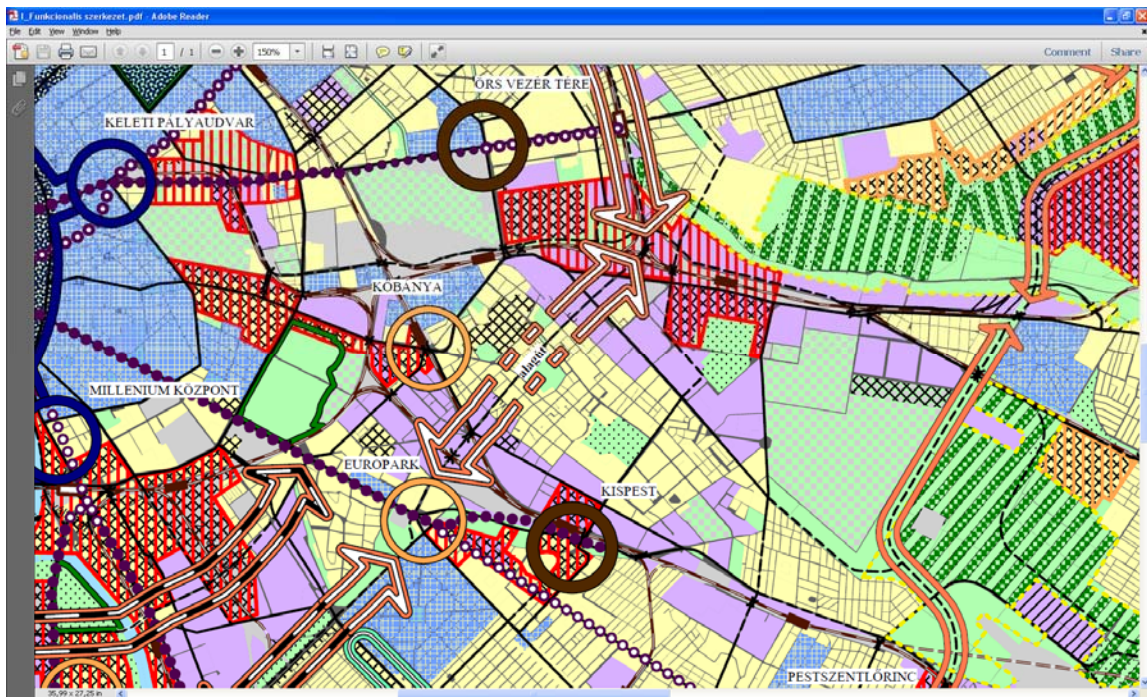 I_Funkcionalis szerkezet.pdf - Adobe Reader
File Edit View Window Help
1 / 1 150% Comment Share
ÖRS VEZÉR TERE
KELETI PÁLYAUDVAR
KŐBÁNYA
alagút
MILLENIUM KÖZPONT
EUROPARK
KISPEST
PESTSZENTLŐRINC
35,99 x 27,25 in